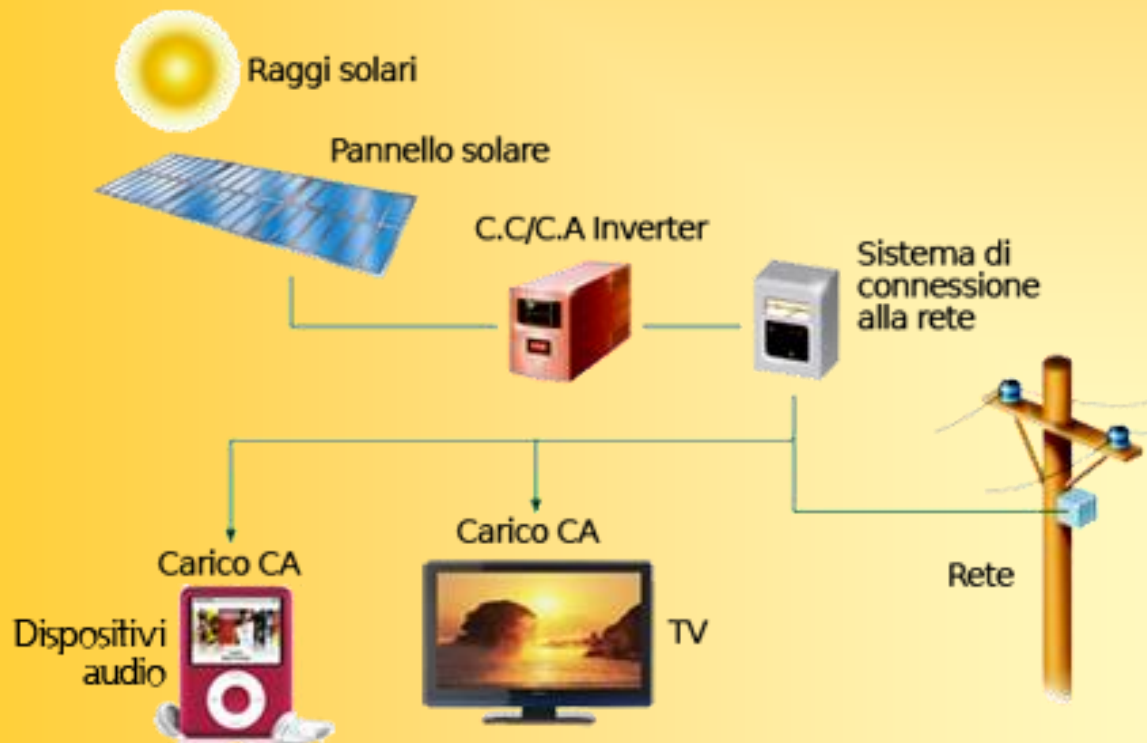 Raggi solari
Pannello solare
C.C/C.A Inverter
Sistema di
connessione
alla rete
Carico CA
Carico CA
Rete
Dispositivi
audio
TV